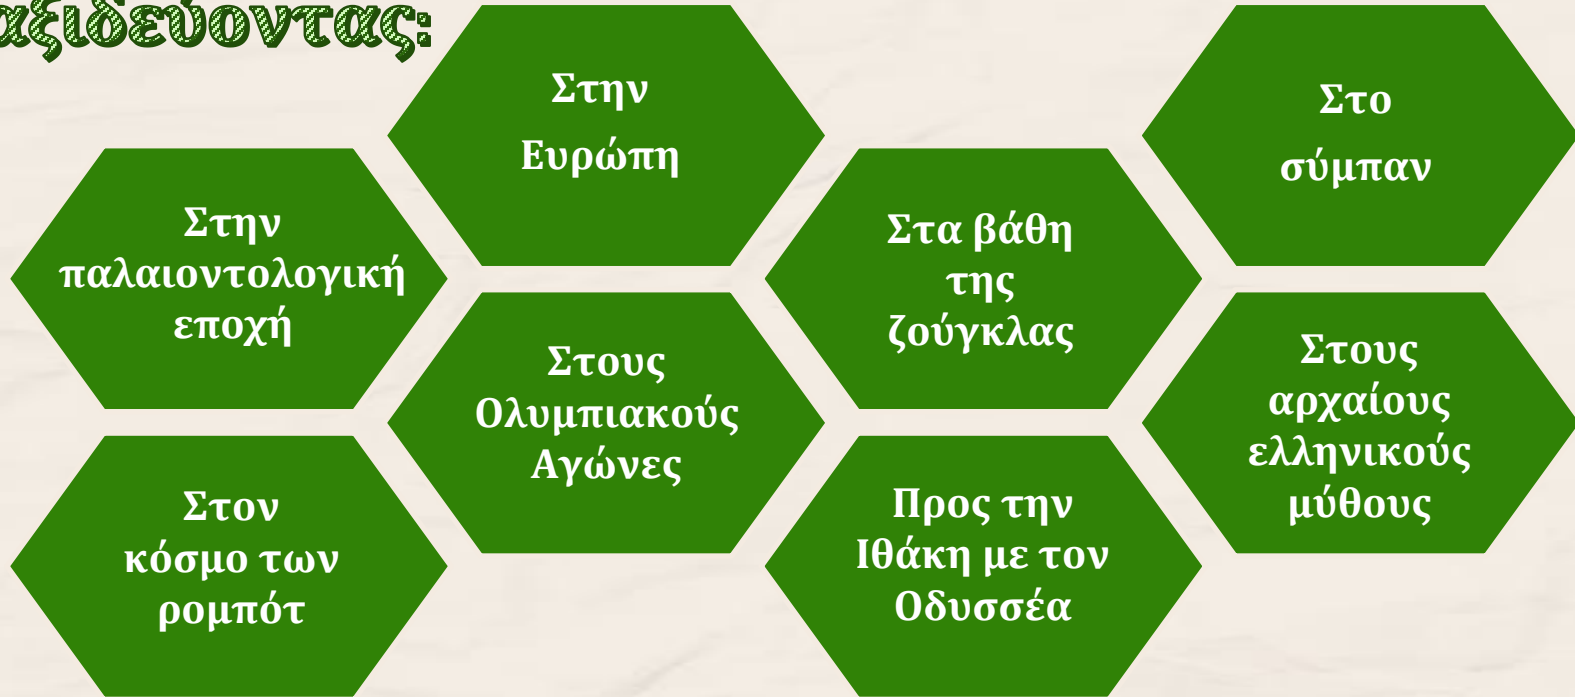 αξιδεύοντας:
Στην
Ευρώπη
Στο
σύμπαν
Στην
παλαιοντολογική
εποχή
Στα βάθη
της
ζούγκλας
Στους
Ολυμπιακούς
Αγώνες
Στους
αρχαίους
ελληνικούς
μύθους
Στον
κόσμο των
ρομπότ
Προς την
Ιθάκη με τον
Οδυσσέα